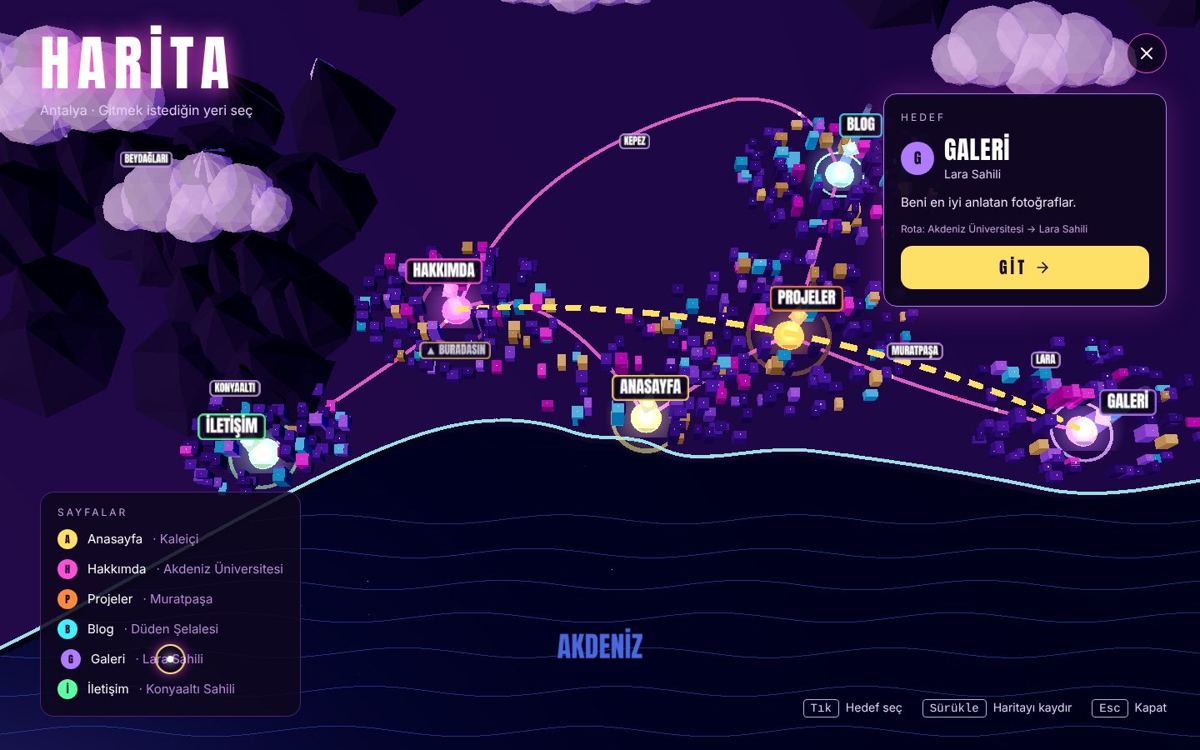 HARİTA
Antalya · Gitmek istediğin yeri seç
BEYDAĞLARI
KEPEZ
BLOG
HEDEF
G
GALERİ
Lara Sahili
Beni en iyi anlatan fotoğraflar.
Rota: Akdeniz Üniversitesi → Lara Sahili
GİT →
HAKKIMDA
PROJELER
▲ BURADASIN
MURATPAŞA
LARA
KONYAALTI
ANASAYFA
GALERİ
İLETİŞİM
SAYFALAR
A Anasayfa · Kaleiçi
H Hakkımda · Akdeniz Üniversitesi
P Projeler · Muratpaşa
B Blog · Düden Şelalesi
G Galeri · Lara Sahili
İ İletişim · Konyaaltı Sahili
AKDENİZ
Tık Hedef seç Sürükle Haritayı kaydır Esc Kapat